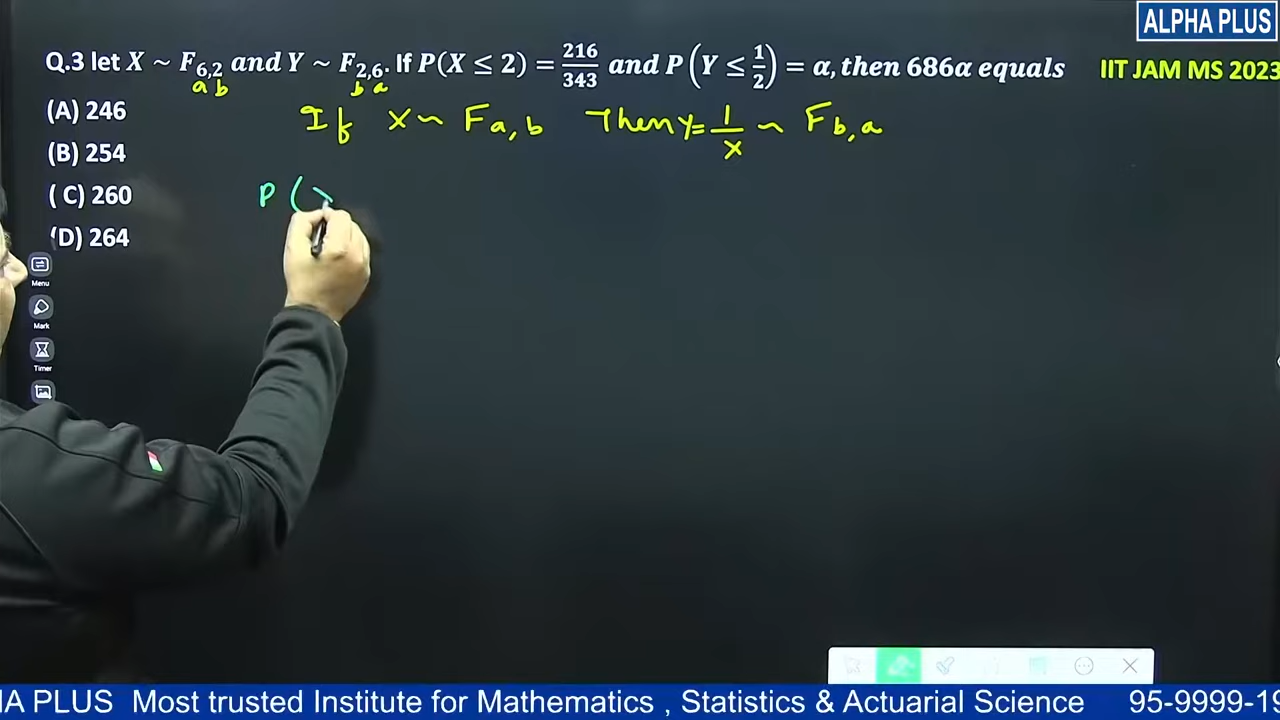 ALPHA PLUS
Q.3 let X ~ F6,2 and Y ~ F2,6. If P(X ≤ 2) = 216/343 and P(Y ≤ 1/2) = α, then 686α equals IIT JAM MS 2023
a b b a
(A) 246
If X ~ Fa,b Then Y= 1/X ~ Fb,a
(B) 254
( C) 260
P (
(D) 264
Menu
Mark
Timer
HA PLUS Most trusted Institute for Mathematics , Statistics & Actuarial Science 95-9999-19